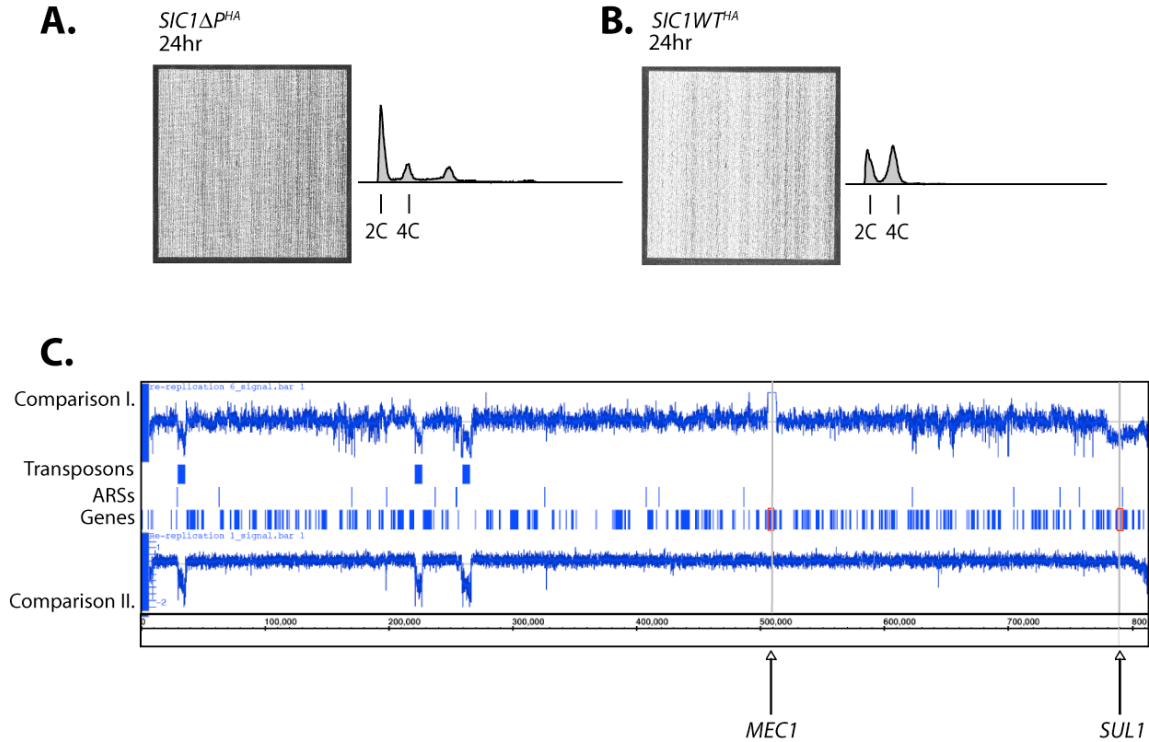 A.
SIC1ΔP^HA
24hr
2C 4C
B.
SIC1WT^HA
24hr
2C 4C
C.
Comparison I.
re-replication 6_signal.bar 1
Transposons
ARSs
Genes
re-replication 1_signal.bar 1
1
-2
Comparison II.
0 100,000 200,000 300,000 400,000 500,000 600,000 700,000 800
MEC1 SUL1